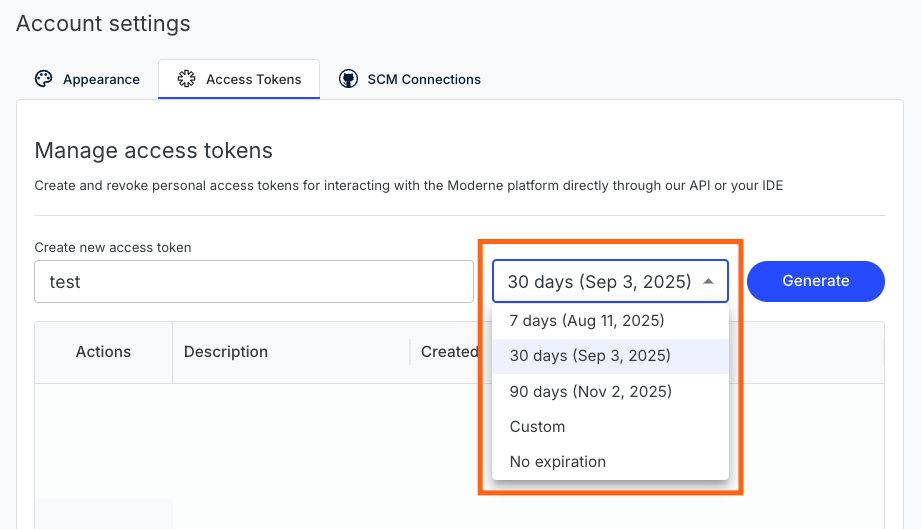 Account settings
Appearance
Access Tokens
SCM Connections
Manage access tokens
Create and revoke personal access tokens for interacting with the Moderne platform directly through our API or your IDE
Create new access token
test
30 days (Sep 3, 2025)
Generate
Actions
Description
Created
7 days (Aug 11, 2025)
30 days (Sep 3, 2025)
90 days (Nov 2, 2025)
Custom
No expiration